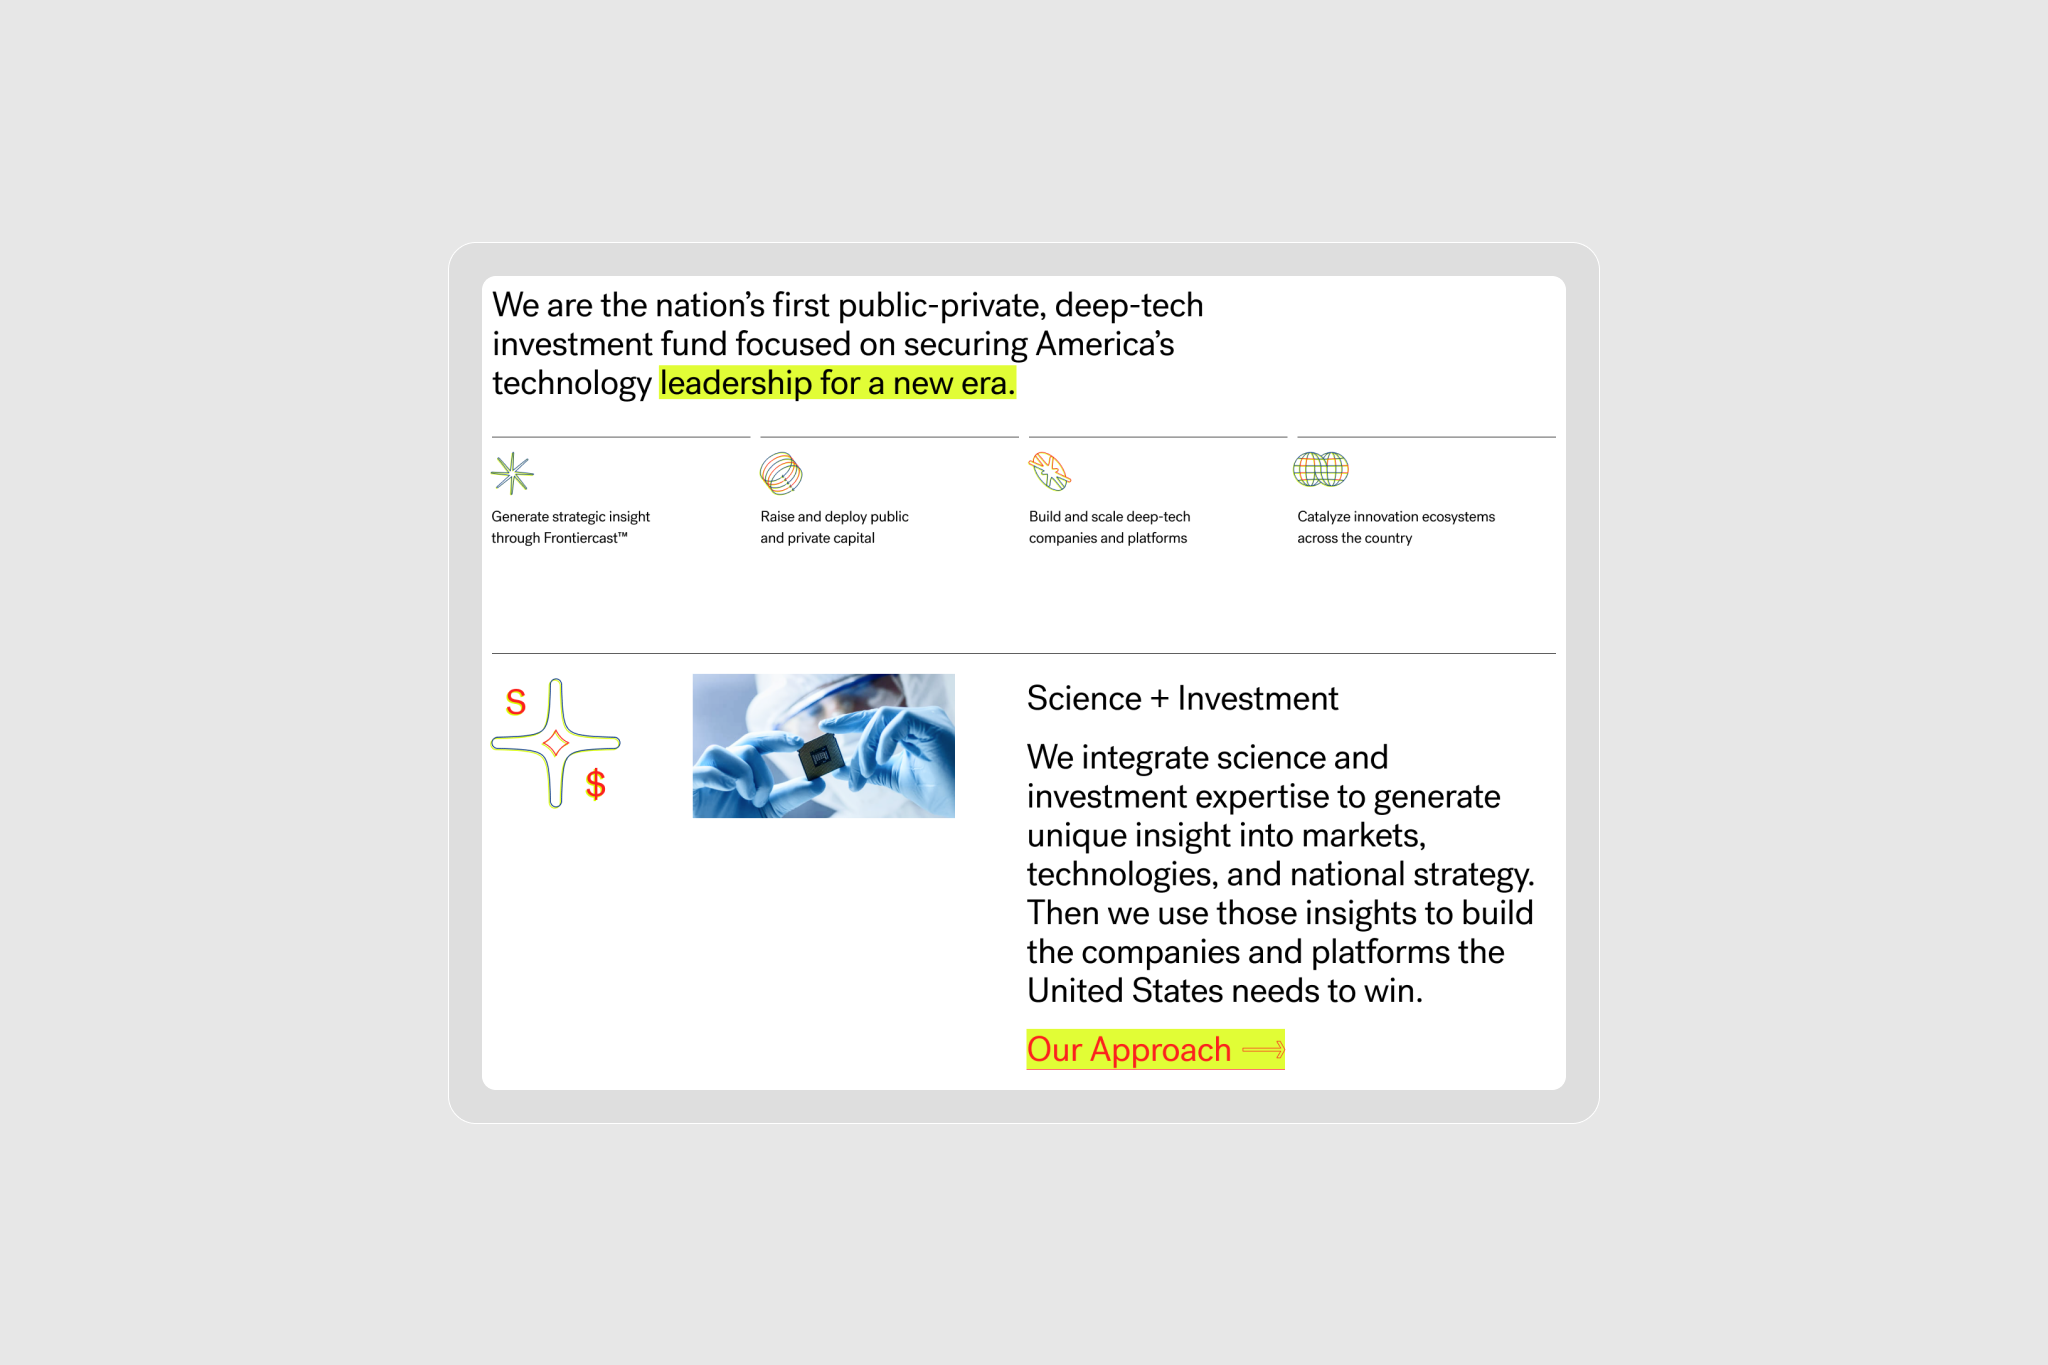 We are the nation’s first public-private, deep-tech
investment fund focused on securing America’s
technology leadership for a new era.
Generate strategic insight
through Frontiercast™
Raise and deploy public
and private capital
Build and scale deep-tech
companies and platforms
Catalyze innovation ecosystems
across the country
S
$
Science + Investment
We integrate science and
investment expertise to generate
unique insight into markets,
technologies, and national strategy.
Then we use those insights to build
the companies and platforms the
United States needs to win.
Our Approach